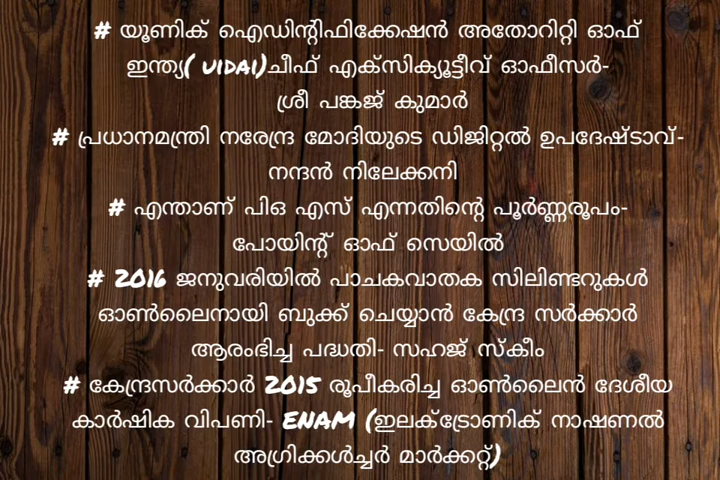 # യൂണിക് ഐഡിന്റിഫിക്കേഷൻ അതോറിറ്റി ഓഫ്
ഇന്ത്യ( UIDAI)ചീഫ് എക്സിക്യൂട്ടീവ് ഓഫീസർ-
ശ്രീ പങ്കജ് കുമാർ
# പ്രധാനമന്ത്രി നരേന്ദ്ര മോദിയുടെ ഡിജിറ്റൽ ഉപദേഷ്ടാവ്-
നന്ദൻ നിലേക്കനി
# എന്താണ് പിഒ എസ് എന്നതിന്റെ പൂർണ്ണരൂപം-
പോയിന്റ് ഓഫ് സെയിൽ
# 2016 ജനുവരിയിൽ പാചകവാതക സിലിണ്ടറുകൾ
ഓൺലൈനായി ബുക്ക് ചെയ്യാൻ കേന്ദ്ര സർക്കാർ
ആരംഭിച്ച പദ്ധതി- സഹജ് സ്കീം
# കേന്ദ്രസർക്കാർ 2015 രൂപീകരിച്ച ഓൺലൈൻ ദേശീയ
കാർഷിക വിപണി- ENAM (ഇലക്ട്രോണിക് നാഷണൽ
അഗ്രിക്കൾച്ചർ മാർക്കറ്റ്)